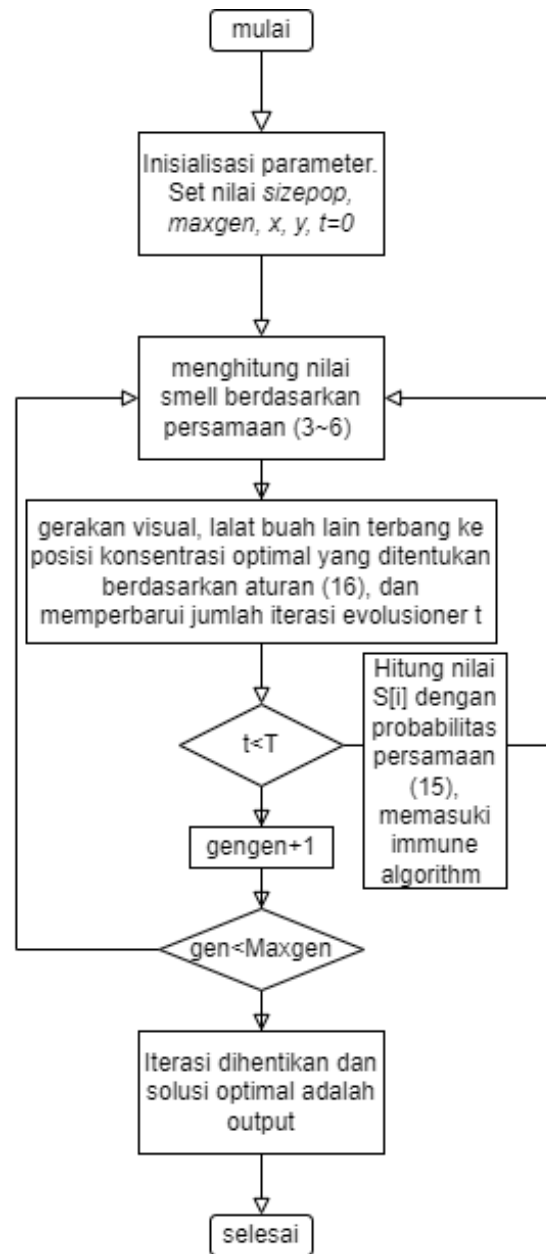 mulai
Inisialisasi parameter.
Set nilai sizepop,
maxgen, x, y, t=0
menghitung nilai
smell berdasarkan
persamaan (3~6)
gerakan visual, lalat buah lain terbang ke
posisi konsentrasi optimal yang ditentukan
berdasarkan aturan (16), dan
memperbarui jumlah iterasi evolusioner t
t<T
Hitung nilai
S[i] dengan
probabilitas
persamaan
(15),
memasuki
immune
algorithm
gengen+1
gen<Maxgen
Iterasi dihentikan dan
solusi optimal adalah
output
selesai